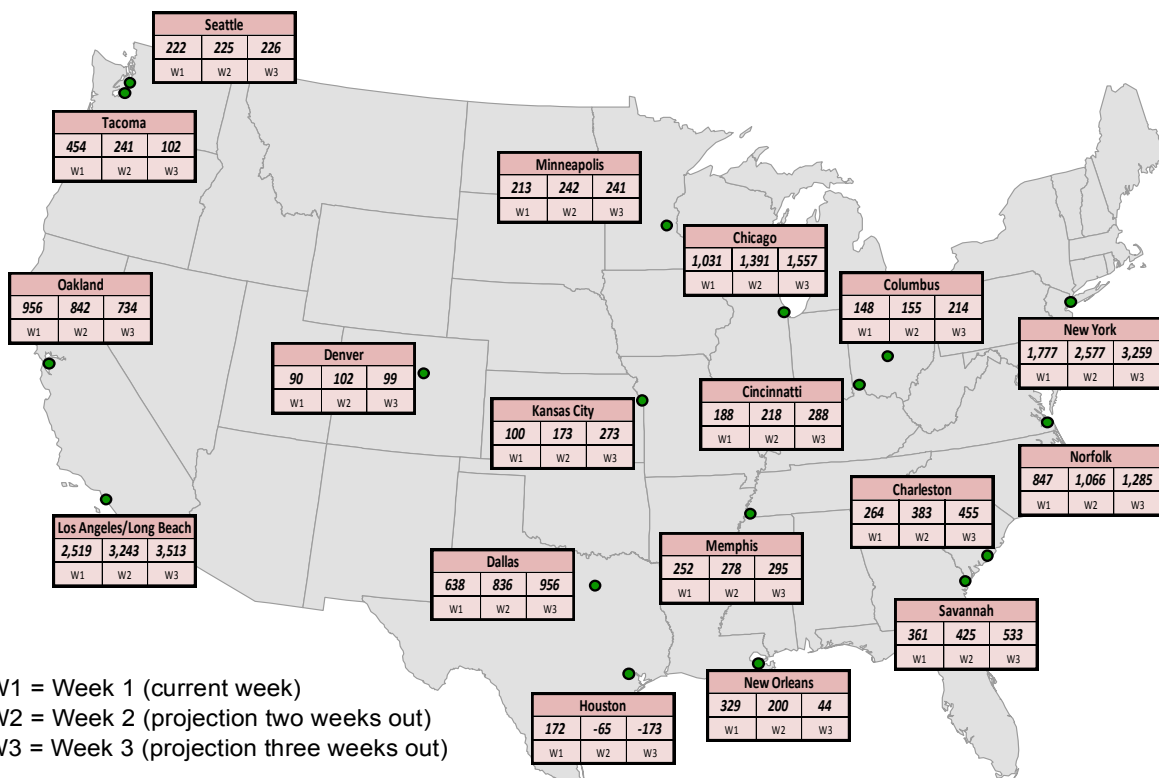 Seattle
222 225 226
W1 W2 W3
Tacoma
454 241 102
W1 W2 W3
Minneapolis
213 242 241
W1 W2 W3
Chicago
1,031 1,391 1,557
W1 W2 W3
Oakland
956 842 734
W1 W2 W3
Columbus
148 155 214
W1 W2 W3
New York
1,777 2,577 3,259
W1 W2 W3
Denver
90 102 99
W1 W2 W3
Cincinnatti
188 218 288
W1 W2 W3
Kansas City
100 173 273
W1 W2 W3
Norfolk
847 1,066 1,285
W1 W2 W3
Charleston
264 383 455
W1 W2 W3
Los Angeles/Long Beach
2,519 3,243 3,513
W1 W2 W3
Memphis
252 278 295
W1 W2 W3
Dallas
638 836 956
W1 W2 W3
Savannah
361 425 533
W1 W2 W3
New Orleans
329 200 44
W1 W2 W3
Houston
172 -65 -173
W1 W2 W3
W1 = Week 1 (current week)
W2 = Week 2 (projection two weeks out)
W3 = Week 3 (projection three weeks out)